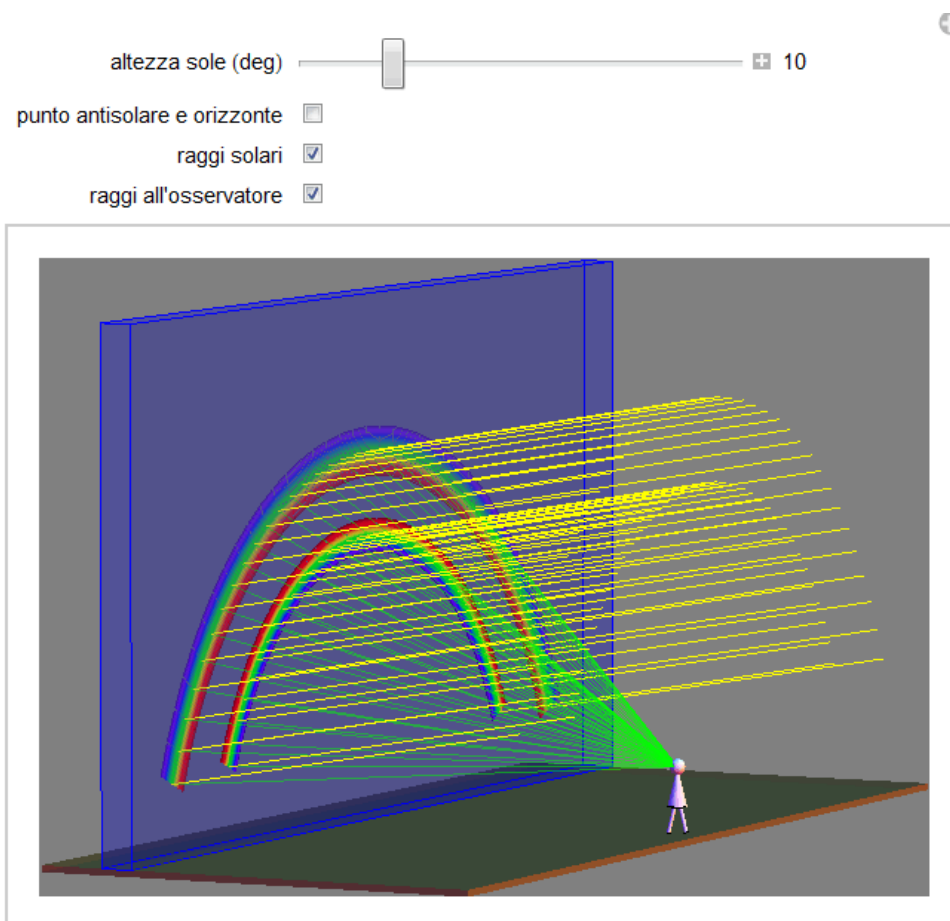 altezza sole (deg) 10
punto antisolare e orizzonte
raggi solari
raggi all'osservatore